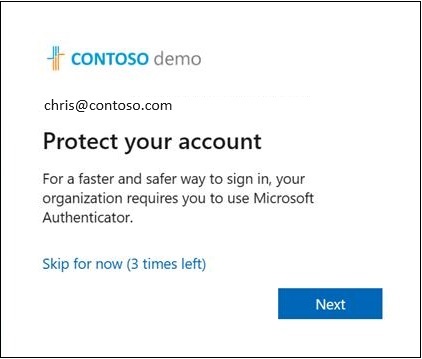 CONTOSO demo
chris@contoso.com
Protect your account
For a faster and safer way to sign in, your
organization requires you to use Microsoft
Authenticator.
Skip for now (3 times left)
Next